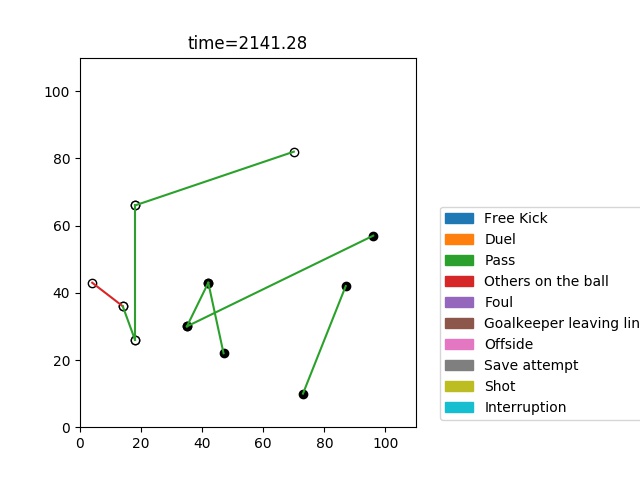 time=2141.28
100
80
60
40
20
0
0 20 40 60 80 100
Free Kick
Duel
Pass
Others on the ball
Foul
Goalkeeper leaving lin
Offside
Save attempt
Shot
Interruption